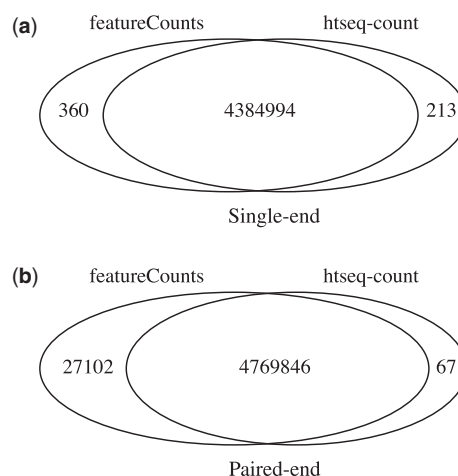 (a)
featureCounts htseq-count
360 4384994 213
Single-end
(b)
featureCounts htseq-count
27102 4769846 67
Paired-end